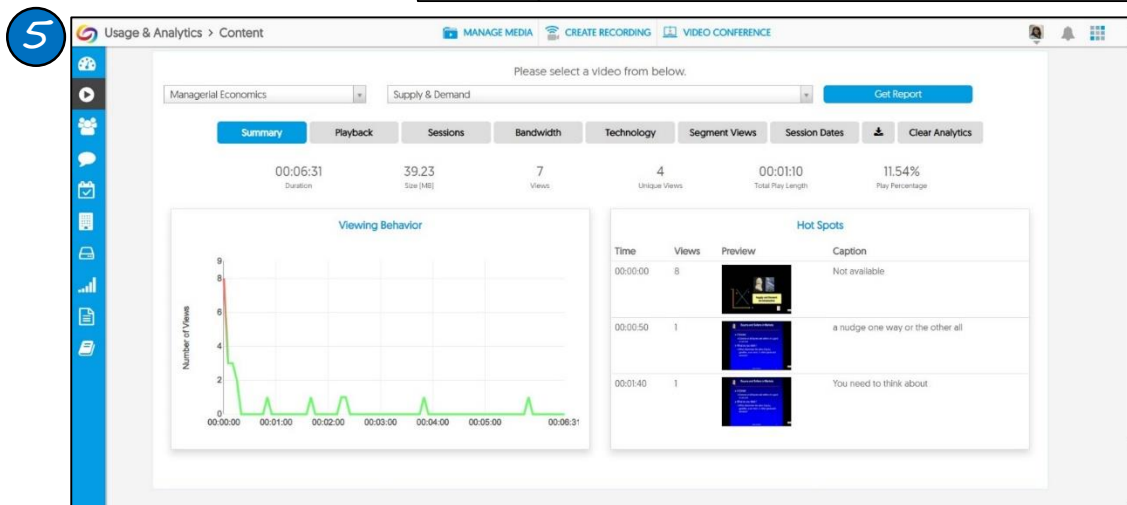 5
Usage & Analytics > Content
MANAGE MEDIA
CREATE RECORDING
VIDEO CONFERENCE
Please select a video from below.
Managerial Economics
Supply & Demand
Get Report
Summary
Playback
Sessions
Bandwidth
Technology
Segment Views
Session Dates
Clear Analytics
00:06:31
39.23
7
4
00:01:10
11.54%
Duration
Size [MB]
Views
Unique Views
Total Play Length
Play Percentage
Viewing Behavior
Number of Views
9
8
6
4
2
0
00:00:00
00:01:00
00:02:00
00:03:00
00:04:00
00:05:00
00:06:31
Hot Spots
Time Views Preview Caption
00:00:00 8 Not available
00:00:50 1 a nudge one way or the other all
00:01:40 1 You need to think about